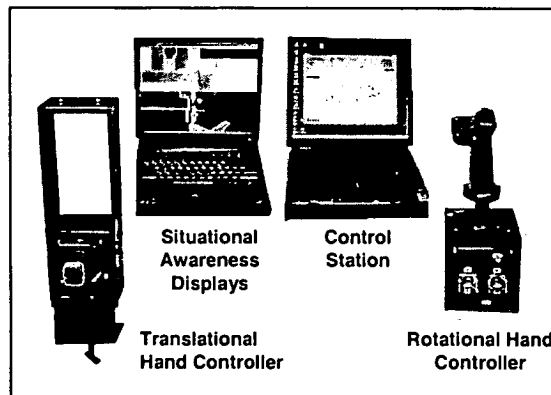 Situational
Awareness
Displays
Control
Station
Translational
Hand Controller
Rotational Hand
Controller